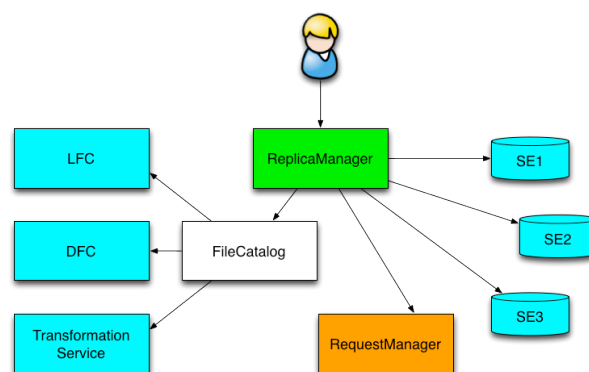 LFC
ReplicaManager
SE1
DFC
FileCatalog
SE2
Transformation
Service
RequestManager
SE3